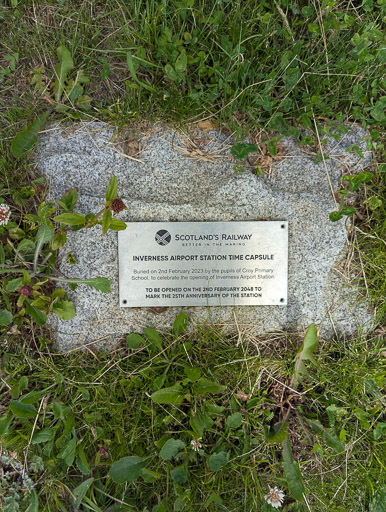 SCOTLAND'S RAILWAY
BETTER IN THE MAKING
INVERNESS AIRPORT STATION TIME CAPSULE
Buried on 2nd February 2023 by the pupils of Croy Primary
School, to celebrate the opening of Inverness Airport Station
TO BE OPENED ON THE 2ND FEBRUARY 2048 TO
MARK THE 25TH ANNIVERSARY OF THE STATION